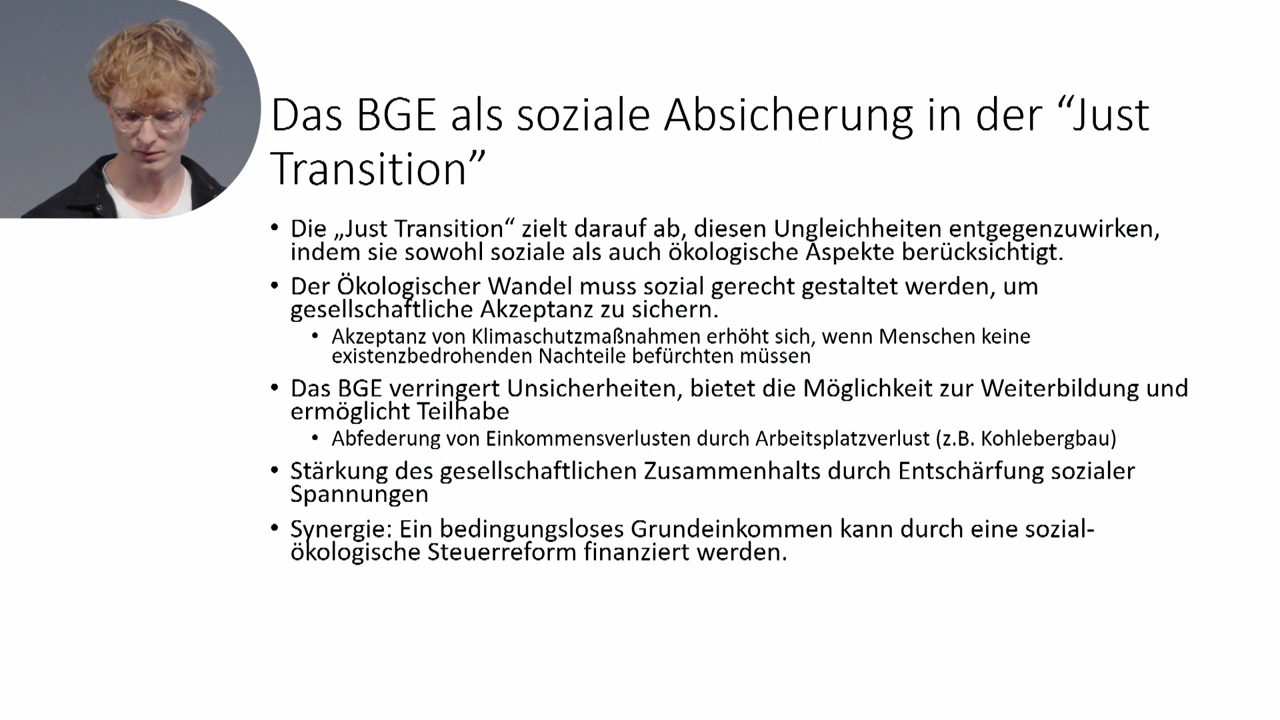 Das BGE als soziale Absicherung in der “Just
Transition”
• Die „Just Transition“ zielt darauf ab, diesen Ungleichheiten entgegenzuwirken,
indem sie sowohl soziale als auch ökologische Aspekte berücksichtigt.
• Der Ökologischer Wandel muss sozial gerecht gestaltet werden, um
gesellschaftliche Akzeptanz zu sichern.
• Akzeptanz von Klimaschutzmaßnahmen erhöht sich, wenn Menschen keine
existenzbedrohenden Nachteile befürchten müssen
• Das BGE verringert Unsicherheiten, bietet die Möglichkeit zur Weiterbildung und
ermöglicht Teilhabe
• Abfederung von Einkommensverlusten durch Arbeitsplatzverlust (z.B. Kohlebergbau)
• Stärkung des gesellschaftlichen Zusammenhalts durch Entschärfung sozialer
Spannungen
• Synergie: Ein bedingungsloses Grundeinkommen kann durch eine sozial-
ökologische Steuerreform finanziert werden.